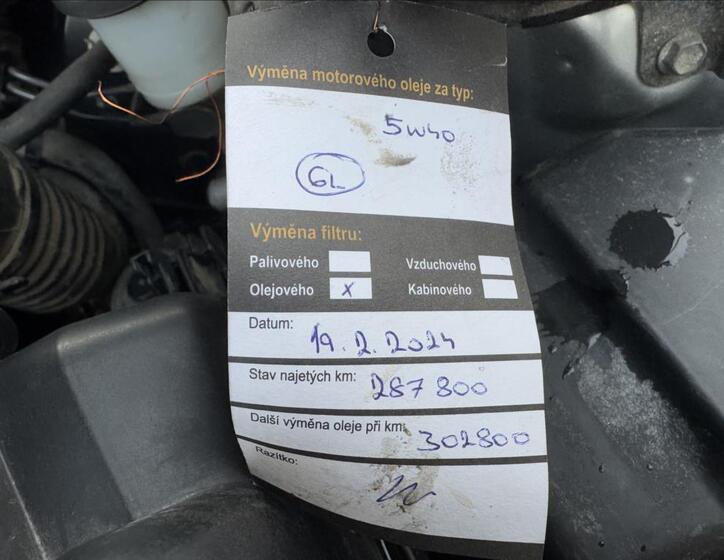 Výměna motorového oleje za typ:
5W40
6L
Výměna filtru:
Palivového Vzduchového
Olejového X Kabinového
Datum: 19.2.2024
Stav najetých km: 287 800
Další výměna oleje při km: 302800
Razítko: